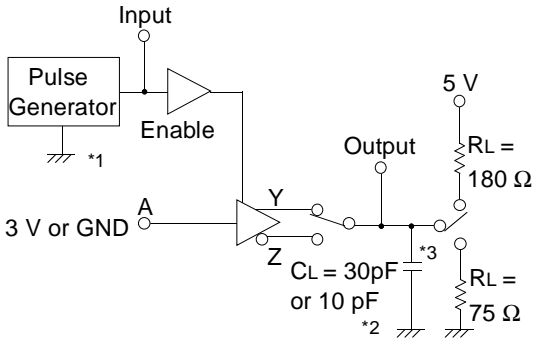 Input
Pulse
Generator
Enable
*1
5 V
RL =
180 Ω
Output
3 V or GND
A
Y
Z
CL = 30pF
or 10 pF
*2
*3
RL =
75 Ω